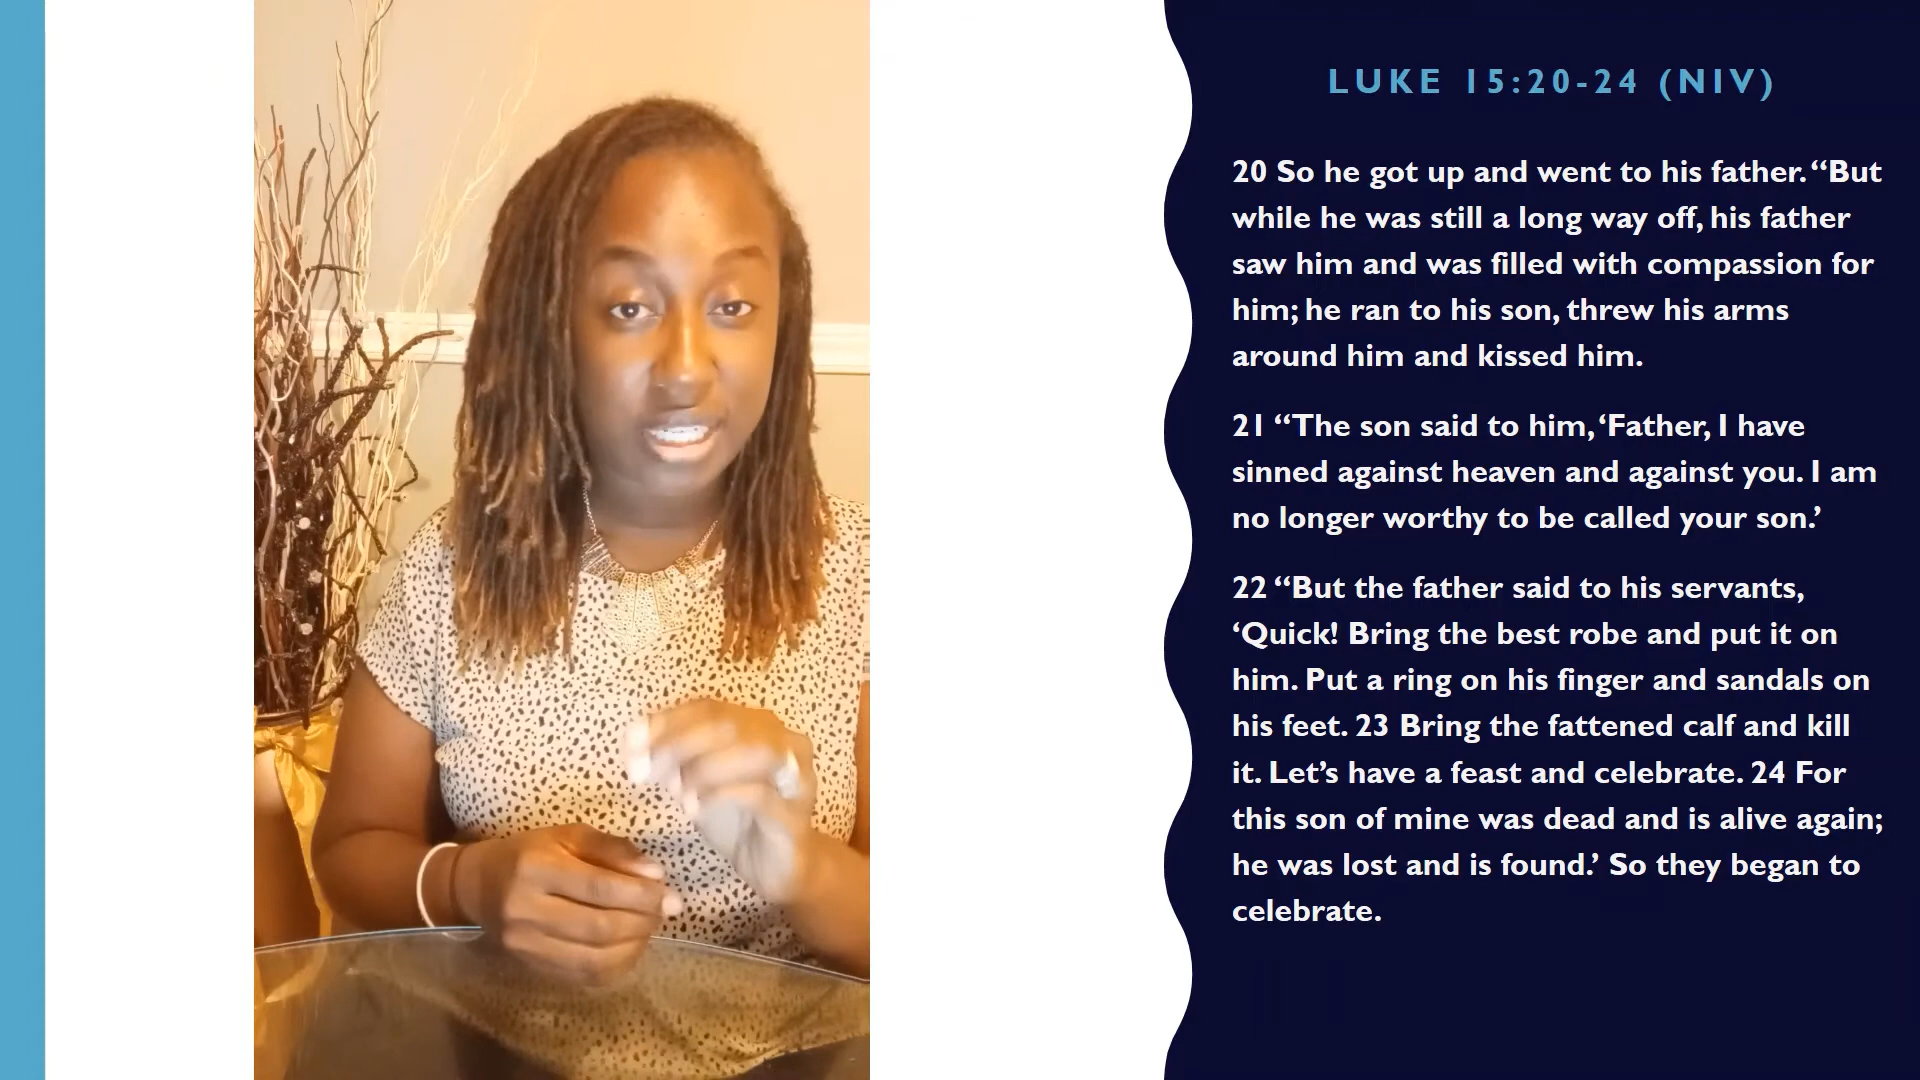 LUKE 15:20-24 (NIV)
20 So he got up and went to his father. “But
while he was still a long way off, his father
saw him and was filled with compassion for
him; he ran to his son, threw his arms
around him and kissed him.
21 “The son said to him, ‘Father, I have
sinned against heaven and against you. I am
no longer worthy to be called your son.’
22 “But the father said to his servants,
‘Quick! Bring the best robe and put it on
him. Put a ring on his finger and sandals on
his feet. 23 Bring the fattened calf and kill
it. Let’s have a feast and celebrate. 24 For
this son of mine was dead and is alive again;
he was lost and is found.’ So they began to
celebrate.